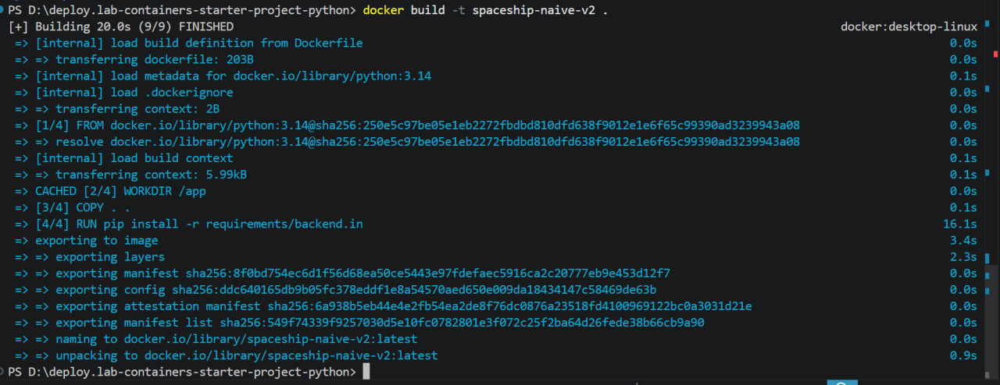 PS D:\deploy.lab-containers-starter-project-python> docker build -t spaceship-naive-v2 .
[+] Building 20.0s (9/9) FINISHED docker:desktop-linux
=> [internal] load build definition from Dockerfile 0.0s
=> => transferring dockerfile: 203B 0.0s
=> [internal] load metadata for docker.io/library/python:3.14 0.1s
=> [internal] load .dockerignore 0.0s
=> => transferring context: 2B 0.0s
=> [1/4] FROM docker.io/library/python:3.14@sha256:250e5c97be05e1eb2272fbdbd810dfd638f9012e1e6f65c99390ad3239943a08 0.0s
=> => resolve docker.io/library/python:3.14@sha256:250e5c97be05e1eb2272fbdbd810dfd638f9012e1e6f65c99390ad3239943a08 0.0s
=> [internal] load build context 0.1s
=> => transferring context: 5.99kB 0.1s
=> CACHED [2/4] WORKDIR /app 0.0s
=> [3/4] COPY . . 0.1s
=> [4/4] RUN pip install -r requirements/backend.in 16.1s
=> exporting to image 3.4s
=> => exporting layers 2.3s
=> => exporting manifest sha256:8f0bd754ec6d1f56d68ea50ce5443e97fdefaec5916ca2c20777eb9e453d12f7 0.0s
=> => exporting config sha256:ddc640165db9b05fc378eddf1e8a54570aed650e009da18434147c58469de63b 0.0s
=> => exporting attestation manifest sha256:6a938b5eb44e4e2fb54ea2de8f76dc0876a23518fd4100969122bc0a3031d21e 0.0s
=> => exporting manifest list sha256:549f74339f9257030d5e10fc0782801e3f072c25f2ba64d26fede38b66cb9a90 0.0s
=> => naming to docker.io/library/spaceship-naive-v2:latest 0.0s
=> => unpacking to docker.io/library/spaceship-naive-v2:latest 0.9s
PS D:\deploy.lab-containers-starter-project-python>